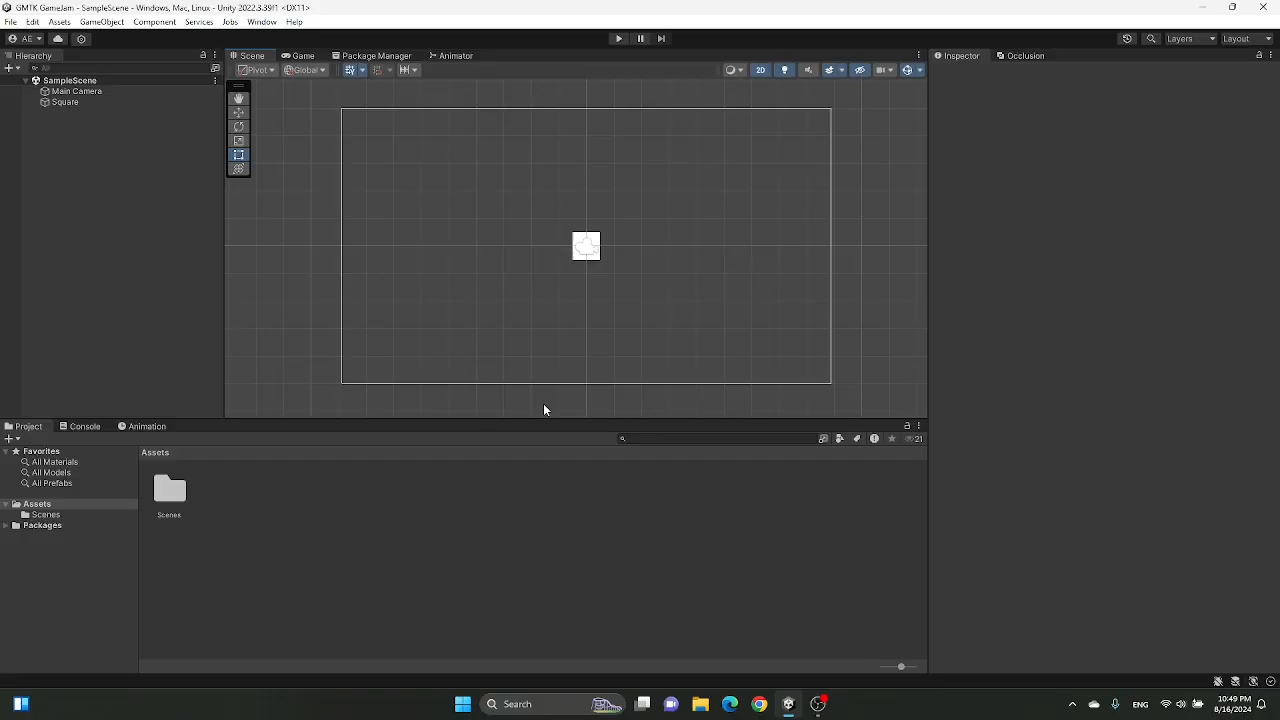 GMTK GameJam - SampleScene - Windows, Mac, Linux - Unity 2022.3.39f1 <DX11>
File Edit Assets GameObject Component Services Jobs Window Help
AE Layers Layout
Hierarchy Scene Game Package Manager Animator Inspector Occlusion
All Pivot Global 2D
SampleScene
Main Camera
Square
Project Console Animation
21
Favorites Assets
All Materials
All Models
All Prefabs
Assets
Scenes
Packages
Scenes
Search
ENG
10:49 PM
8/16/2024